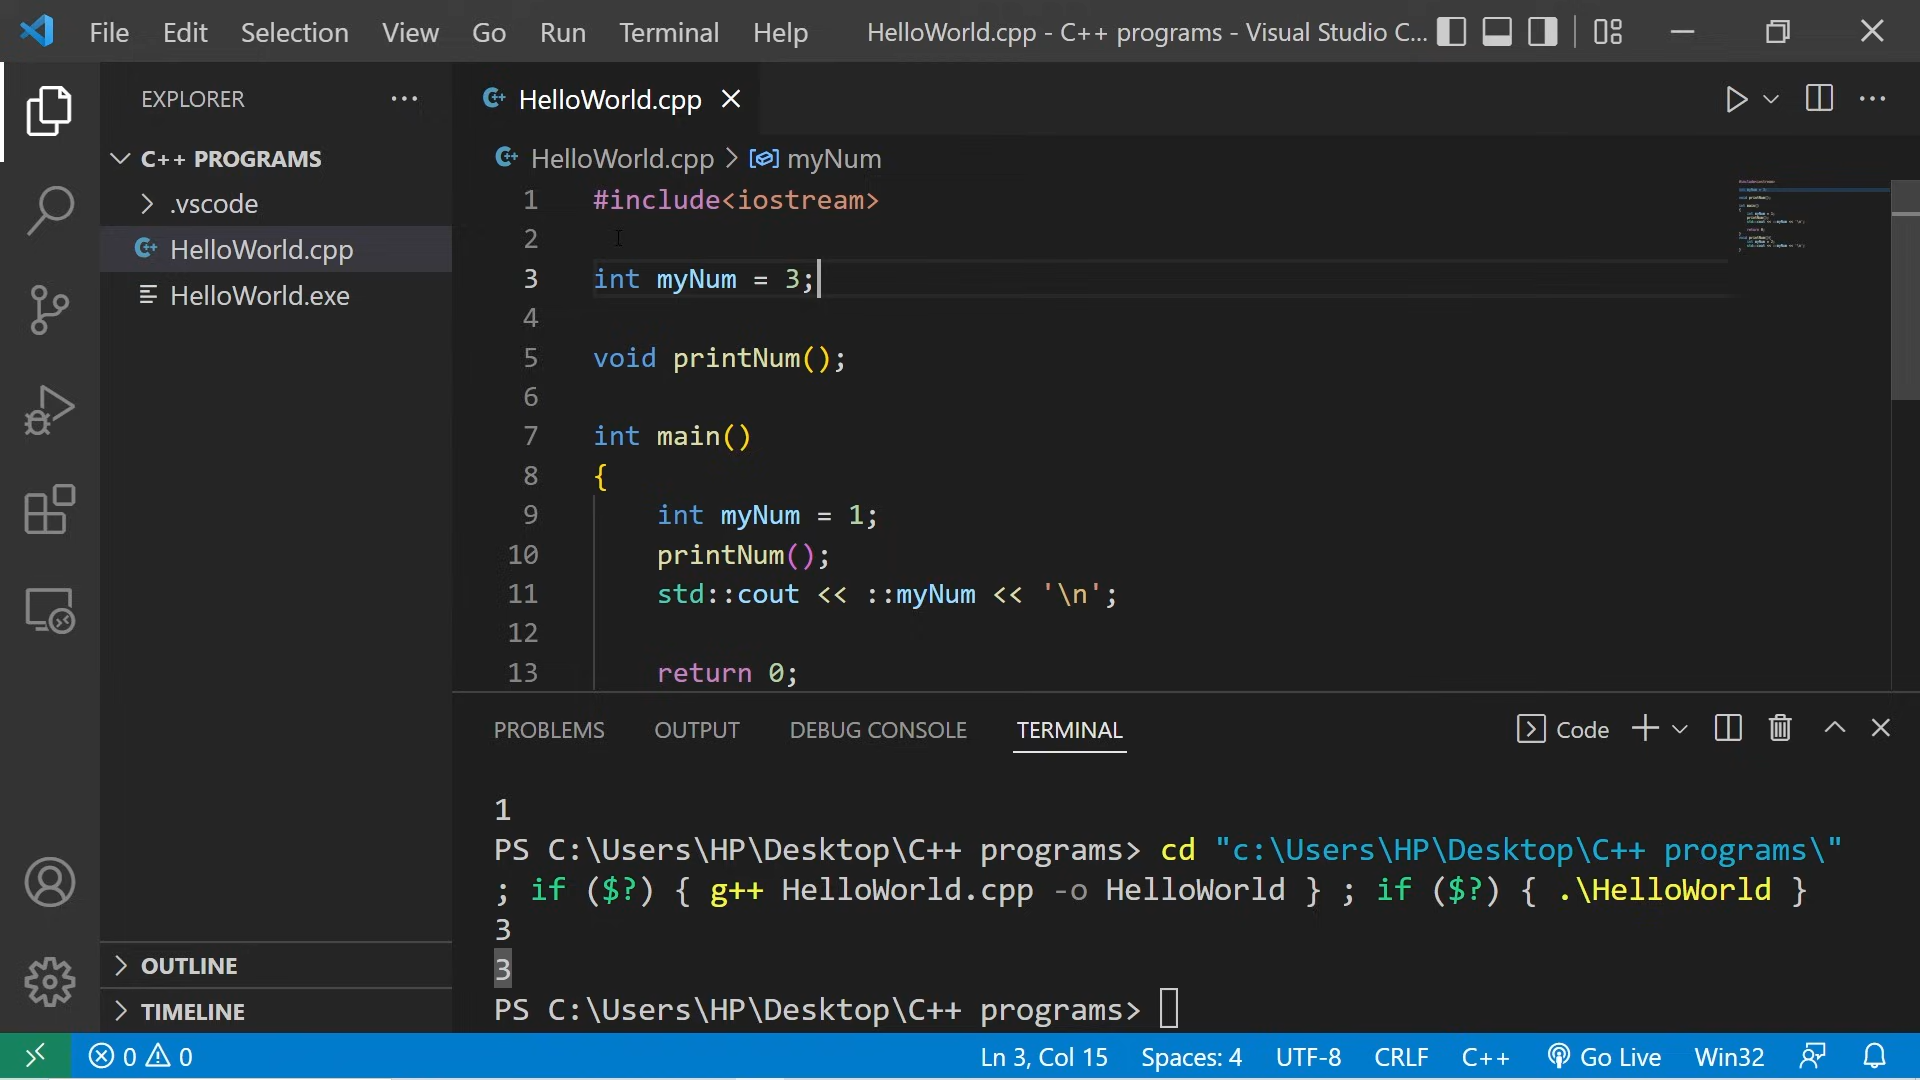 File Edit Selection View Go Run Terminal Help HelloWorld.cpp - C++ programs - Visual Studio C...
EXPLORER
C++ PROGRAMS
.vscode
HelloWorld.cpp
HelloWorld.exe
OUTLINE
TIMELINE
HelloWorld.cpp
HelloWorld.cpp > myNum
1 #include<iostream>
2
3 int myNum = 3;
4
5 void printNum();
6
7 int main()
8 {
9 int myNum = 1;
10 printNum();
11 std::cout << ::myNum << '\n';
12
13 return 0;
PROBLEMS OUTPUT DEBUG CONSOLE TERMINAL Code
1
PS C:\Users\HP\Desktop\C++ programs> cd "c:\Users\HP\Desktop\C++ programs\"
; if ($?) { g++ HelloWorld.cpp -o HelloWorld } ; if ($?) { .\HelloWorld }
3
3
PS C:\Users\HP\Desktop\C++ programs>
0 0 Ln 3, Col 15 Spaces: 4 UTF-8 CRLF C++ Go Live Win32